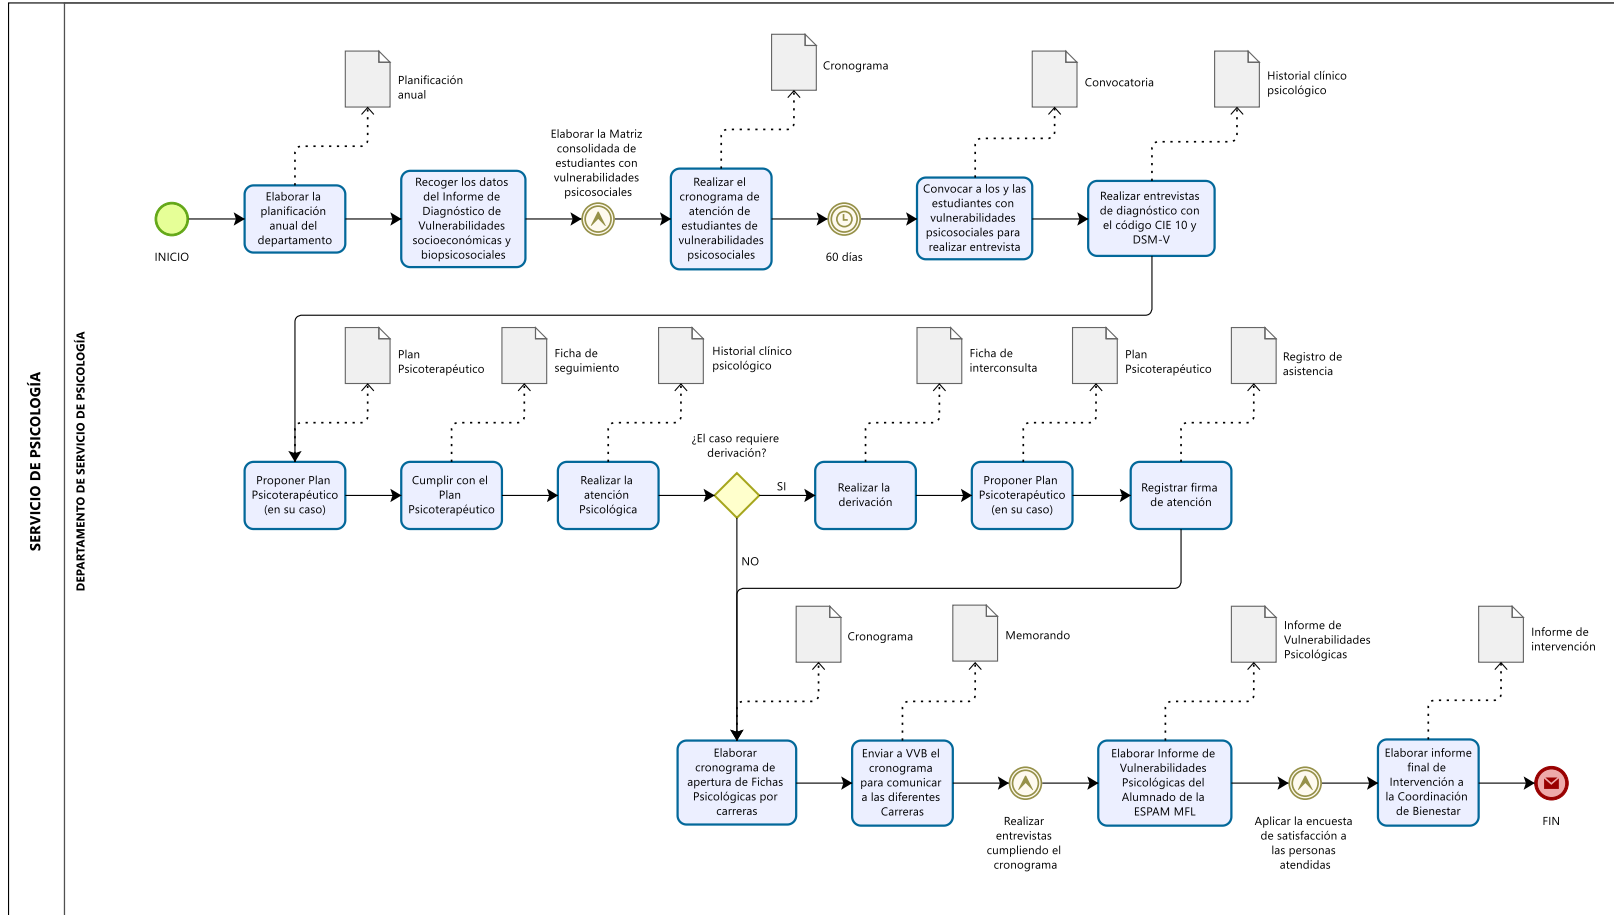 SERVICIO DE PSICOLOGÍA
DEPARTAMENTO DE SERVICIO DE PSICOLOGÍA
Planificación
anual
Cronograma
Convocatoria
Historial clínico
psicológico
INICIO
Elaborar la
planificación
anual del
departamento
Recoger los datos
del Informe de
Diagnóstico de
Vulnerabilidades
socioeconómicas y
biopsicosociales
Elaborar la Matriz
consolidada de
estudiantes con
vulnerabilidades
psicosociales
Realizar el
cronograma de
atención de
estudiantes de
vulnerabilidades
psicosociales
60 días
Convocar a los y las
estudiantes con
vulnerabilidades
psicosociales para
realizar entrevista
Realizar entrevistas
de diagnóstico con
el código CIE 10 y
DSM-V
Plan
Psicoterapéutico
Ficha de
seguimiento
Historial clínico
psicológico
Ficha de
interconsulta
Plan
Psicoterapéutico
Registro de
asistencia
Proponer Plan
Psicoterapéutico
(en su caso)
Cumplir con el
Plan
Psicoterapéutico
Realizar la
atención
Psicológica
¿El caso requiere
derivación?
SI
NO
Realizar la
derivación
Proponer Plan
Psicoterapéutico
(en su caso)
Registrar firma
de atención
Cronograma
Memorando
Informe de
Vulnerabilidades
Psicológicas
Informe de
intervención
Elaborar
cronograma de
apertura de Fichas
Psicológicas por
carreras
Enviar a VVB el
cronograma
para comunicar
a las diferentes
Carreras
Realizar
entrevistas
cumpliendo el
cronograma
Elaborar Informe de
Vulnerabilidades
Psicológicas del
Alumnado de la
ESPAM MFL
Aplicar la encuesta
de satisfacción a
las personas
atendidas
Elaborar informe
final de
Intervención a
la Coordinación
de Bienestar
FIN